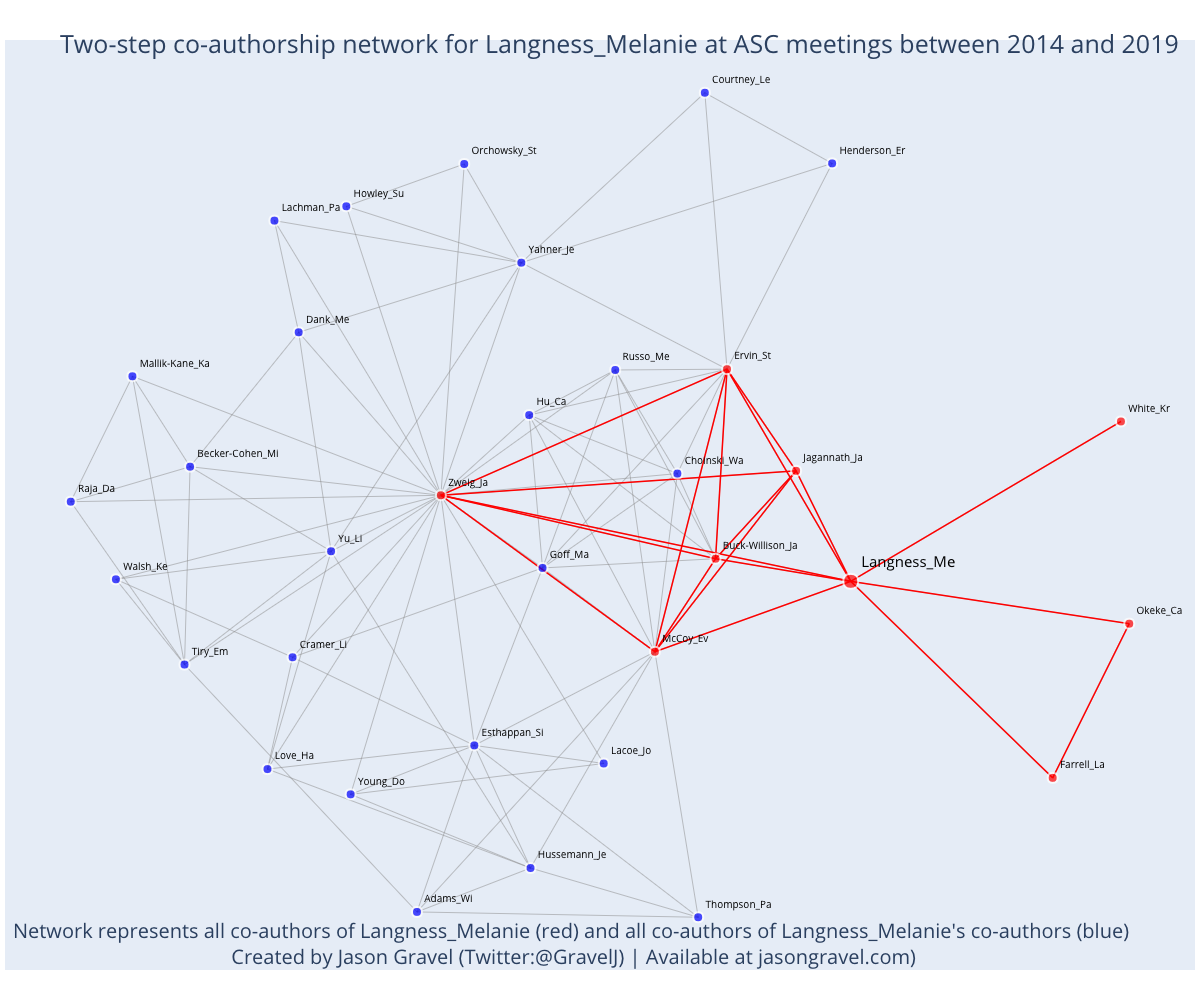 Two-step co-authorship network for Langness_Melanie at ASC meetings between 2014 and 2019
Courtney_Le
Orchowsky_St
Henderson_Er
Howley_Su
Lachman_Pa
Yahner_Je
Dank_Me
Russo_Me
Ervin_St
Mallik-Kane_Ka
Hu_Ca
White_Kr
Becker-Cohen_Mi
Choinski_Wa
Jagannath_Ja
Zweig_Ja
Raja_Da
Yu_Li
Buck-Willison_Ja
Goff_Ma
Langness_Me
Walsh_Ke
Okeke_Ca
McCoy_Ev
Cramer_Li
Tiry_Em
Esthappan_Si
Lacoe_Jo
Love_Ha
Farrell_La
Young_Do
Hussemann_Je
Adams_Wi
Thompson_Pa
Network represents all co-authors of Langness_Melanie (red) and all co-authors of Langness_Melanie's co-authors (blue)
Created by Jason Gravel (Twitter:@GravelJ) | Available at jasongravel.com)